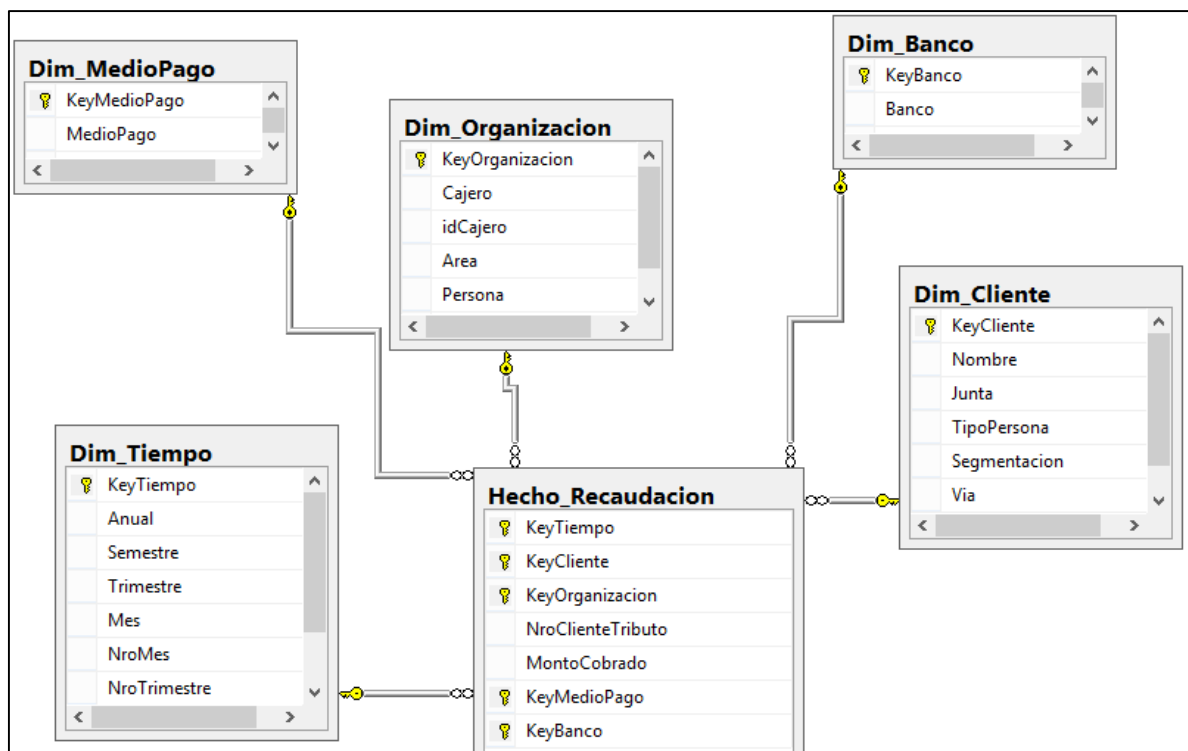 Dim_MedioPago
KeyMedioPago
MedioPago
Dim_Organizacion
KeyOrganizacion
Cajero
idCajero
Area
Persona
Dim_Banco
KeyBanco
Banco
Dim_Cliente
KeyCliente
Nombre
Junta
TipoPersona
Segmentacion
Via
Dim_Tiempo
KeyTiempo
Anual
Semestre
Trimestre
Mes
NroMes
NroTrimestre
Hecho_Recaudacion
KeyTiempo
KeyCliente
KeyOrganizacion
NroClienteTributo
MontoCobrado
KeyMedioPago
KeyBanco